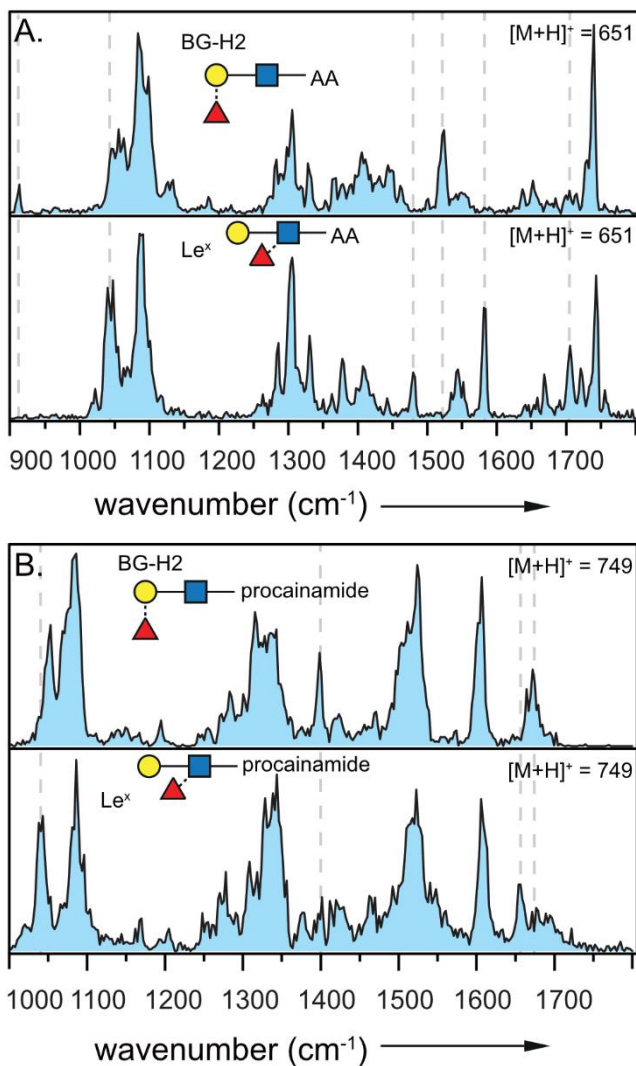 A.
BG-H2
[M+H]⁺ = 651
AA
Leˣ
AA
[M+H]⁺ = 651
900 1000 1100 1200 1300 1400 1500 1600 1700
wavenumber (cm⁻¹)
B.
BG-H2
[M+H]⁺ = 749
procainamide
procainamide
[M+H]⁺ = 749
Leˣ
1000 1100 1200 1300 1400 1500 1600 1700
wavenumber (cm⁻¹)